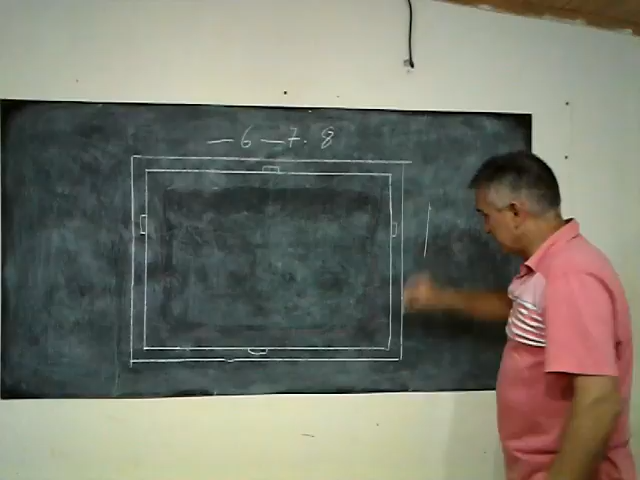 — 6 — 7. 8